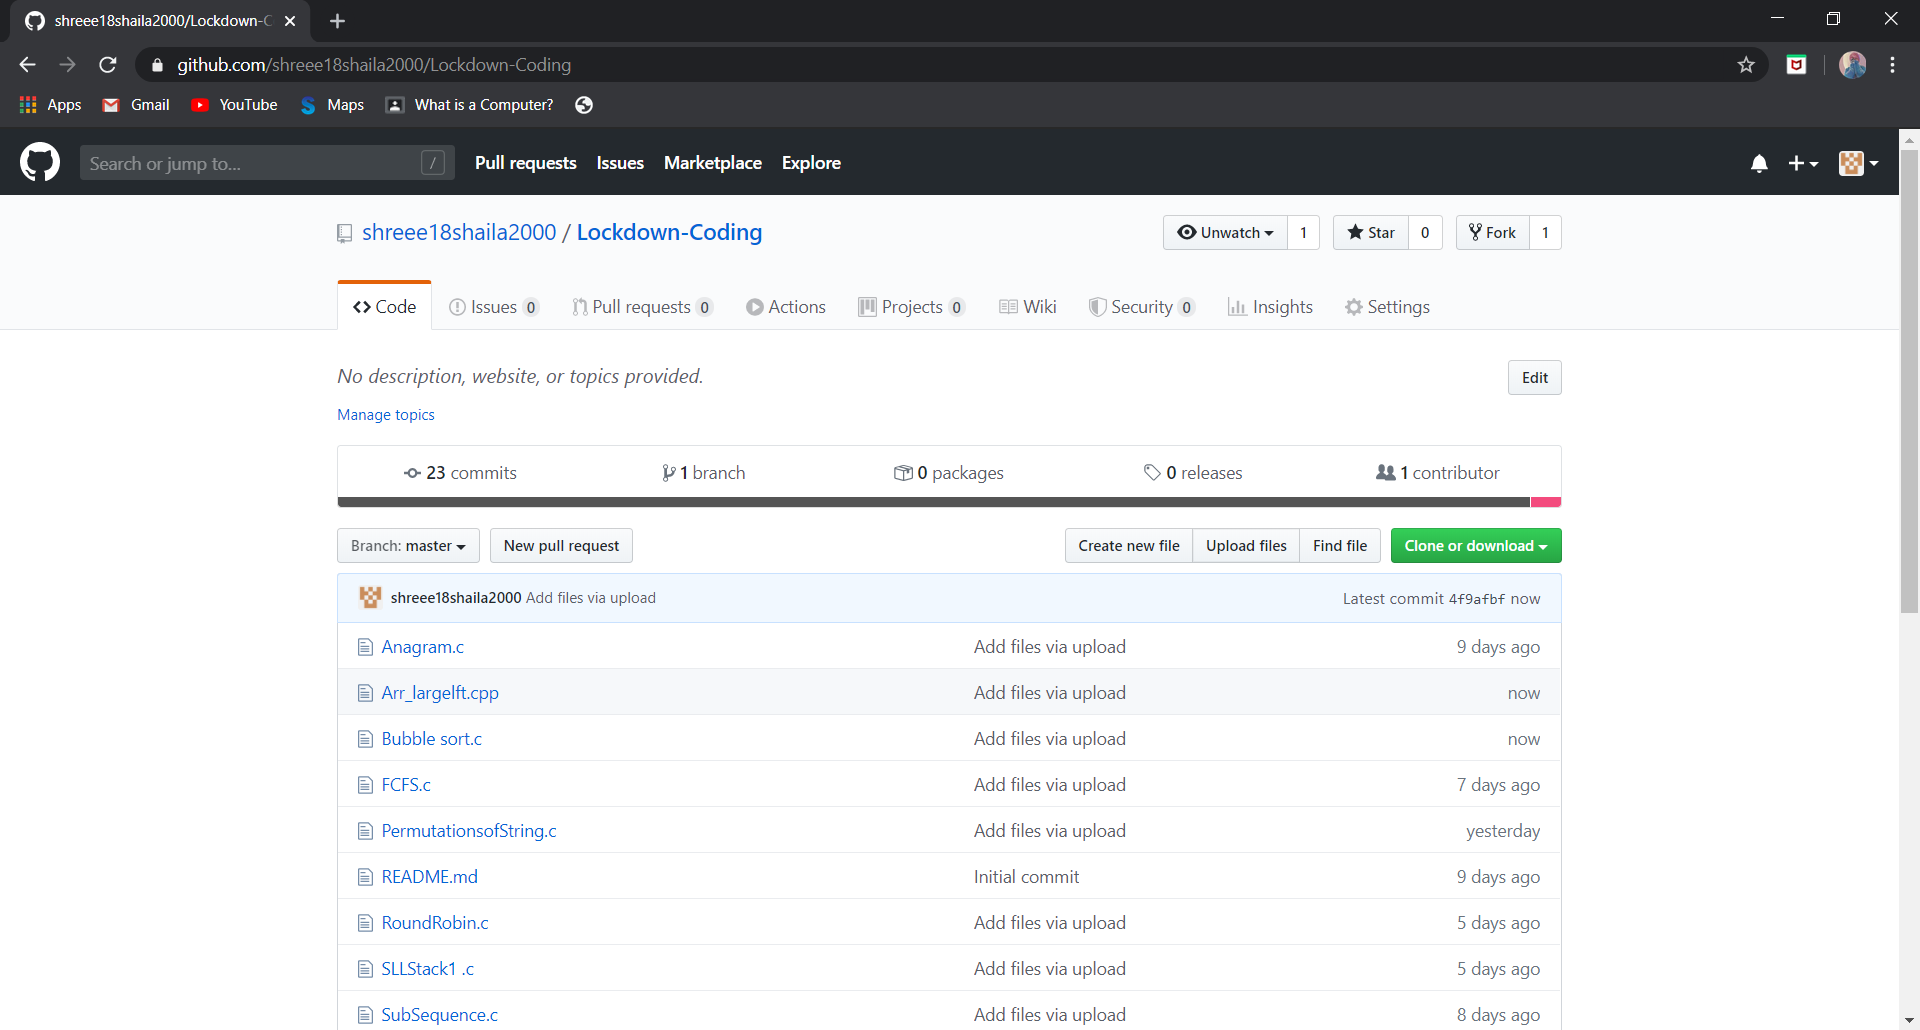 shreee18shaila2000/Lockdown-C
github.com/shreee18shaila2000/Lockdown-Coding
Apps Gmail YouTube Maps What is a Computer?
Search or jump to... / Pull requests Issues Marketplace Explore
shreee18shaila2000 / Lockdown-Coding Unwatch 1 Star 0 Fork 1
Code Issues 0 Pull requests 0 Actions Projects 0 Wiki Security 0 Insights Settings
No description, website, or topics provided. Edit
Manage topics
23 commits 1 branch 0 packages 0 releases 1 contributor
Branch: master New pull request Create new file Upload files Find file Clone or download
shreee18shaila2000 Add files via upload Latest commit 4f9afbf now
Anagram.c Add files via upload 9 days ago
Arr_largelft.cpp Add files via upload now
Bubble sort.c Add files via upload now
FCFS.c Add files via upload 7 days ago
PermutationsofString.c Add files via upload yesterday
README.md Initial commit 9 days ago
RoundRobin.c Add files via upload 5 days ago
SLLStack1 .c Add files via upload 5 days ago
SubSequence.c Add files via upload 8 days ago